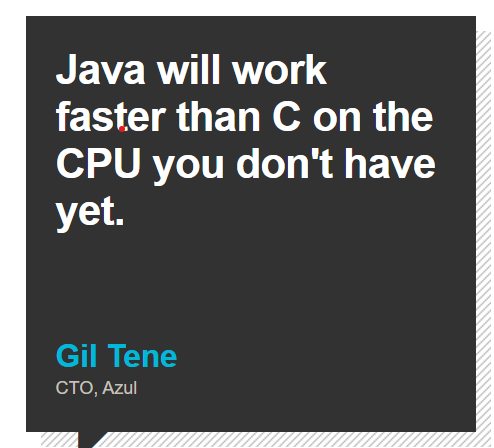 Java will work
faster than C on the
CPU you don't have
yet.
Gil Tene
CTO, Azul